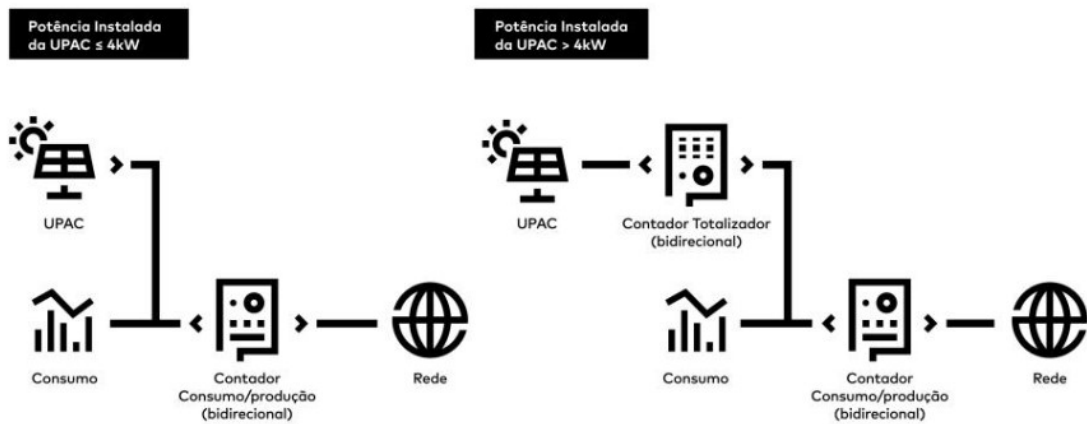 Potência Instalada
da UPAC ≤ 4kW
UPAC
Consumo
Contador
Consumo/produção
(bidirecional)
Rede
Potência Instalada
da UPAC > 4kW
UPAC
Contador Totalizador
(bidirecional)
Consumo
Contador
Consumo/produção
(bidirecional)
Rede